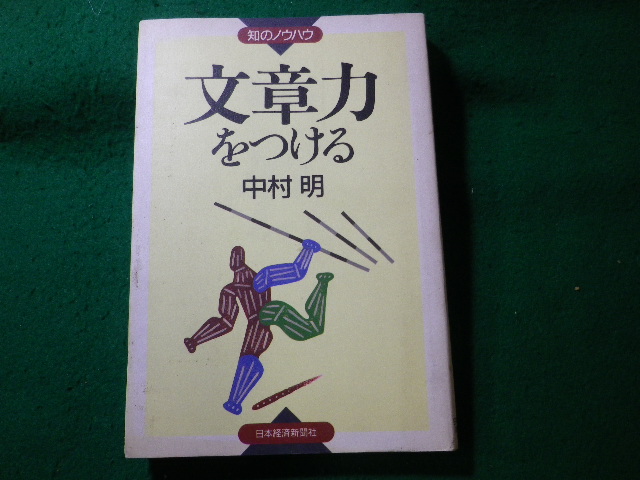 知のノウハウ
文章力
をつける
中村 明
日本経済新聞社